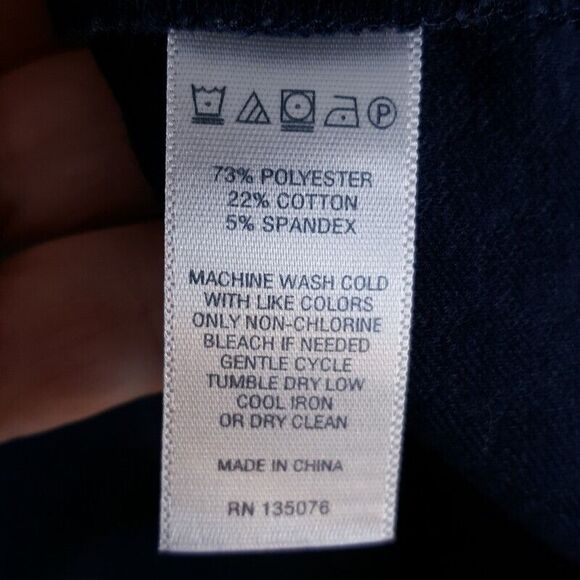 P
73% POLYESTER
22% COTTON
5% SPANDEX
MACHINE WASH COLD
WITH LIKE COLORS
ONLY NON-CHLORINE
BLEACH IF NEEDED
GENTLE CYCLE
TUMBLE DRY LOW
COOL IRON
OR DRY CLEAN
MADE IN CHINA
RN 135076